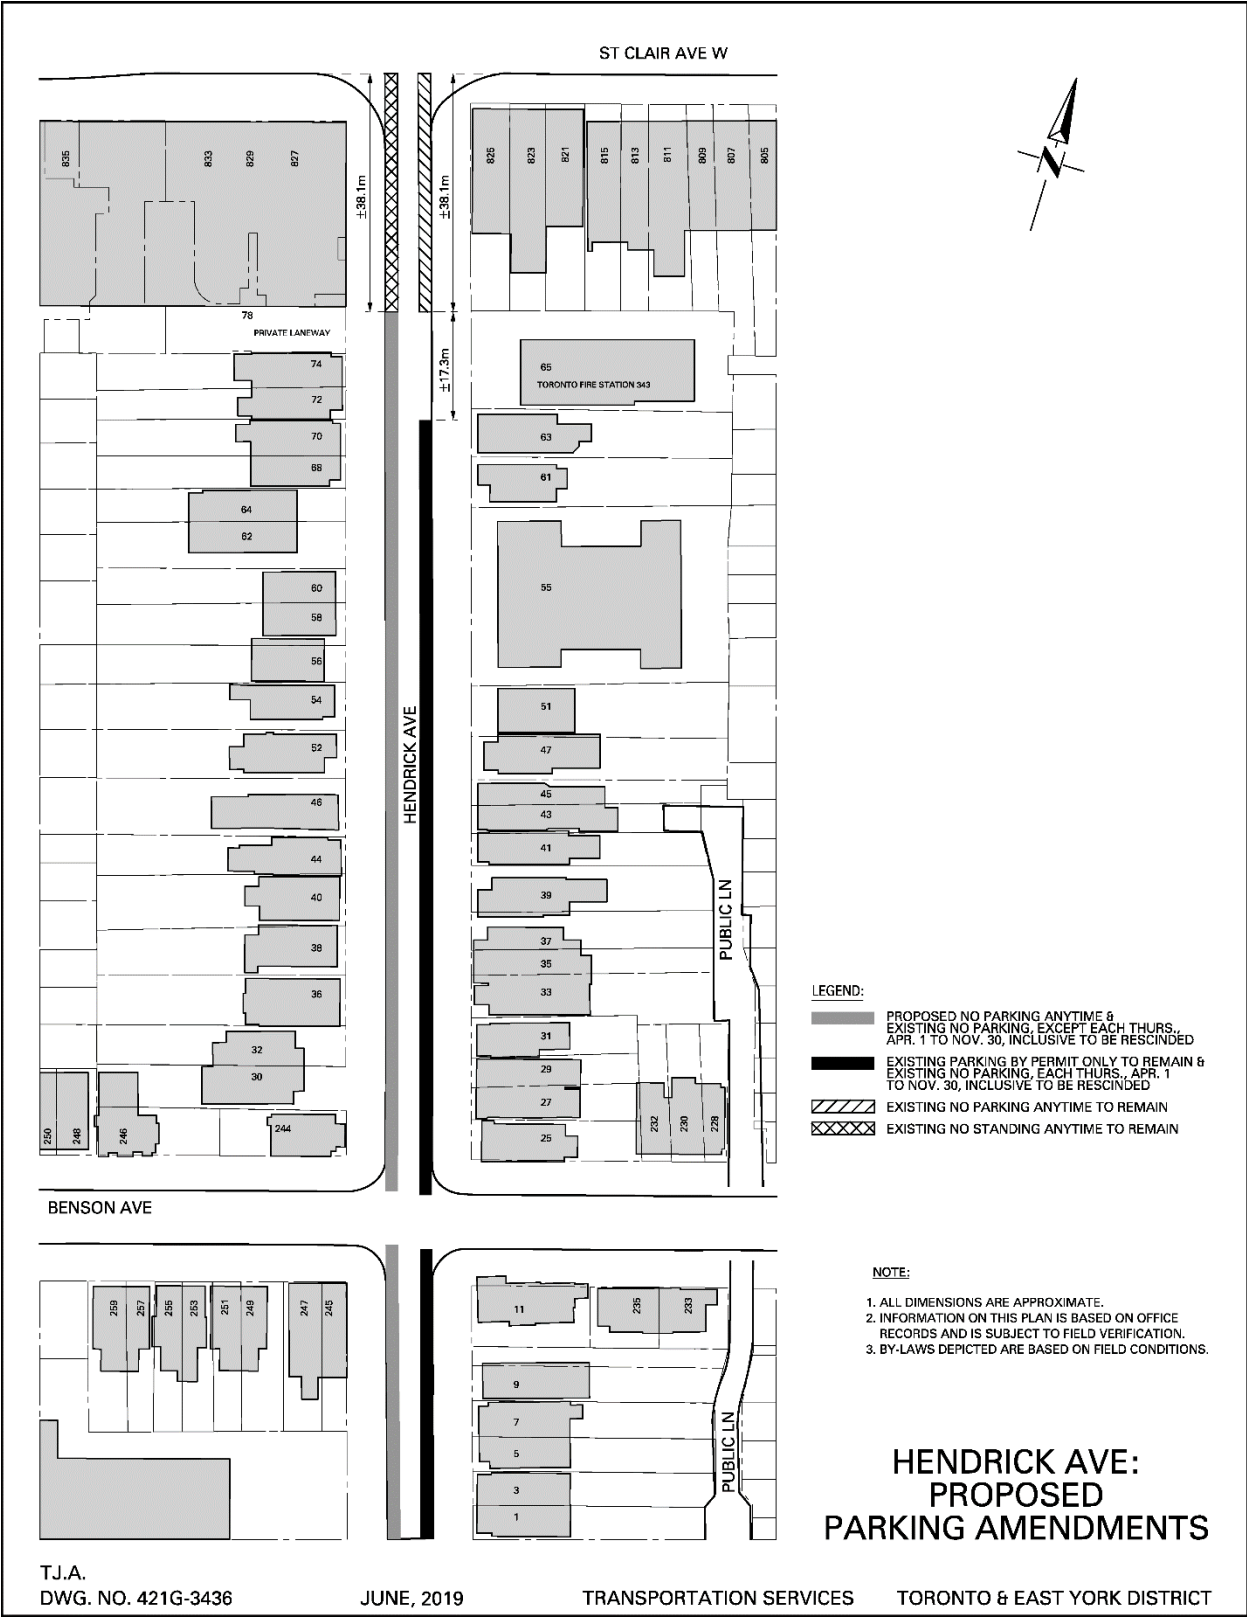 ST CLAIR AVE W
835
833
829
827
±38.1m
±38.1m
825
823
821
815
813
811
809
807
805
N
78
PRIVATE LANEWAY
±17.3m
65
TORONTO FIRE STATION 343
74
72
70
68
64
62
60
58
56
54
52
46
44
40
38
36
32
30
250
248
246
244
HENDRICK AVE
63
61
55
51
47
45
43
41
39
37
35
33
31
29
27
25
232
230
228
PUBLIC LN
LEGEND:
PROPOSED NO PARKING ANYTIME &
EXISTING NO PARKING, EXCEPT EACH THURS.,
APR. 1 TO NOV. 30, INCLUSIVE TO BE RESCINDED
EXISTING PARKING BY PERMIT ONLY TO REMAIN &
EXISTING NO PARKING, EACH THURS., APR. 1
TO NOV. 30, INCLUSIVE TO BE RESCINDED
EXISTING NO PARKING ANYTIME TO REMAIN
EXISTING NO STANDING ANYTIME TO REMAIN
BENSON AVE
259
257
255
253
251
249
247
245
11
235
233
9
7
5
3
1
PUBLIC LN
NOTE:
1. ALL DIMENSIONS ARE APPROXIMATE.
2. INFORMATION ON THIS PLAN IS BASED ON OFFICE
RECORDS AND IS SUBJECT TO FIELD VERIFICATION.
3. BY-LAWS DEPICTED ARE BASED ON FIELD CONDITIONS.
HENDRICK AVE:
PROPOSED
PARKING AMENDMENTS
T.J.A.
DWG. NO. 421G-3436
JUNE, 2019
TRANSPORTATION SERVICES
TORONTO & EAST YORK DISTRICT